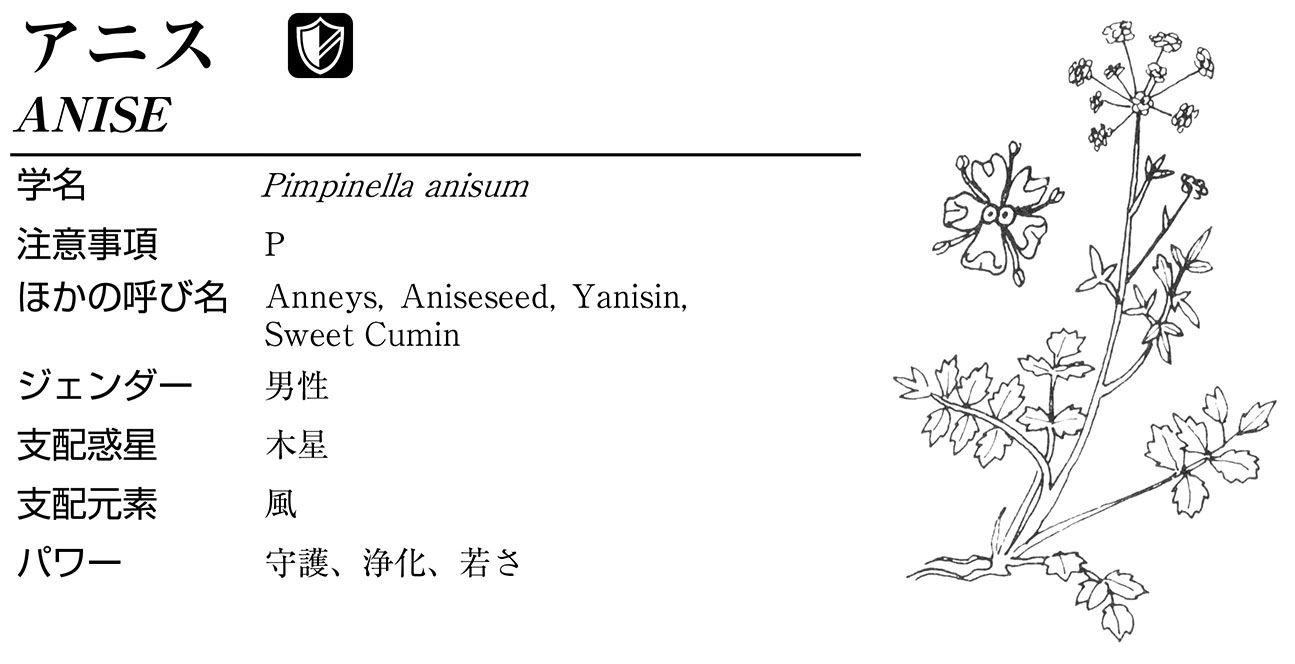 アニス
ANISE
学名 Pimpinella anisum
注意事項 P
ほかの呼び名 Anneys, Aniseseed, Yanisin,
Sweet Cumin
ジェンダー 男性
支配惑星 木星
支配元素 風
パワー 守護、浄化、若さ